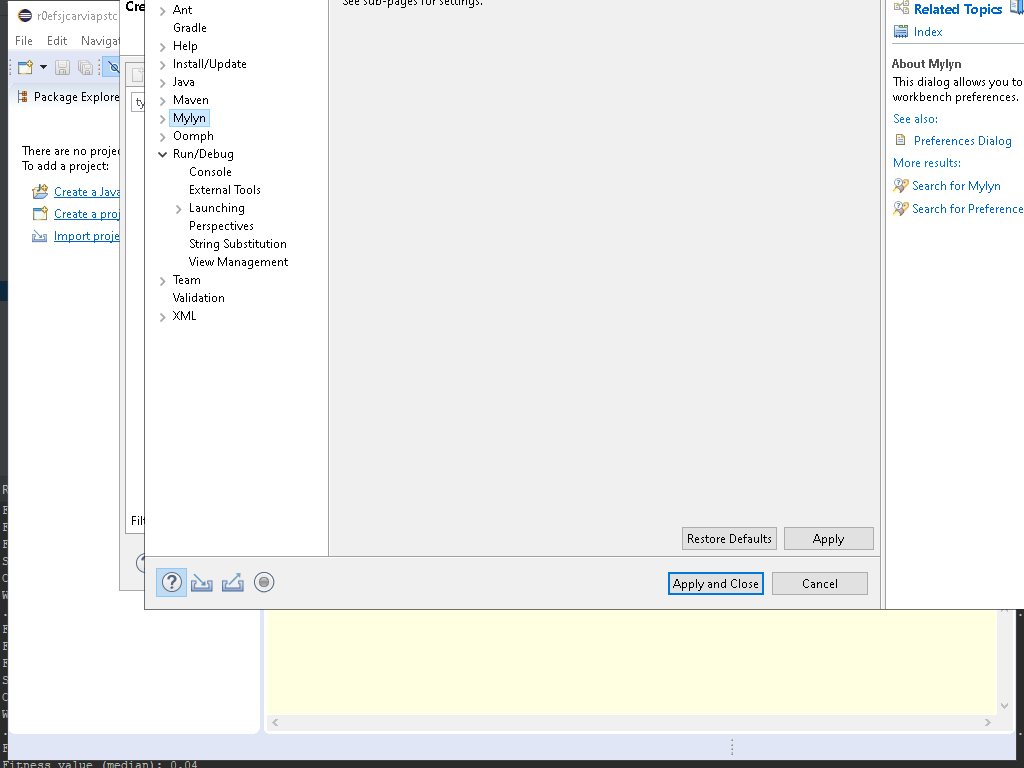 r0efsjcarviapstc
File Edit Navigat
Package Explore
There are no projec
To add a project:
Create a Java
Create a proj
Import proje
Cre
ty
Filt
See sub-pages for settings.
Ant
Gradle
Help
Install/Update
Java
Maven
Mylyn
Oomph
Run/Debug
Console
External Tools
Launching
Perspectives
String Substitution
View Management
Team
Validation
XML
Restore Defaults Apply
Apply and Close Cancel
Related Topics
Index
About Mylyn
This dialog allows you to
workbench preferences.
See also:
Preferences Dialog
More results:
Search for Mylyn
Search for Preference
Fitness value (median): 0.04